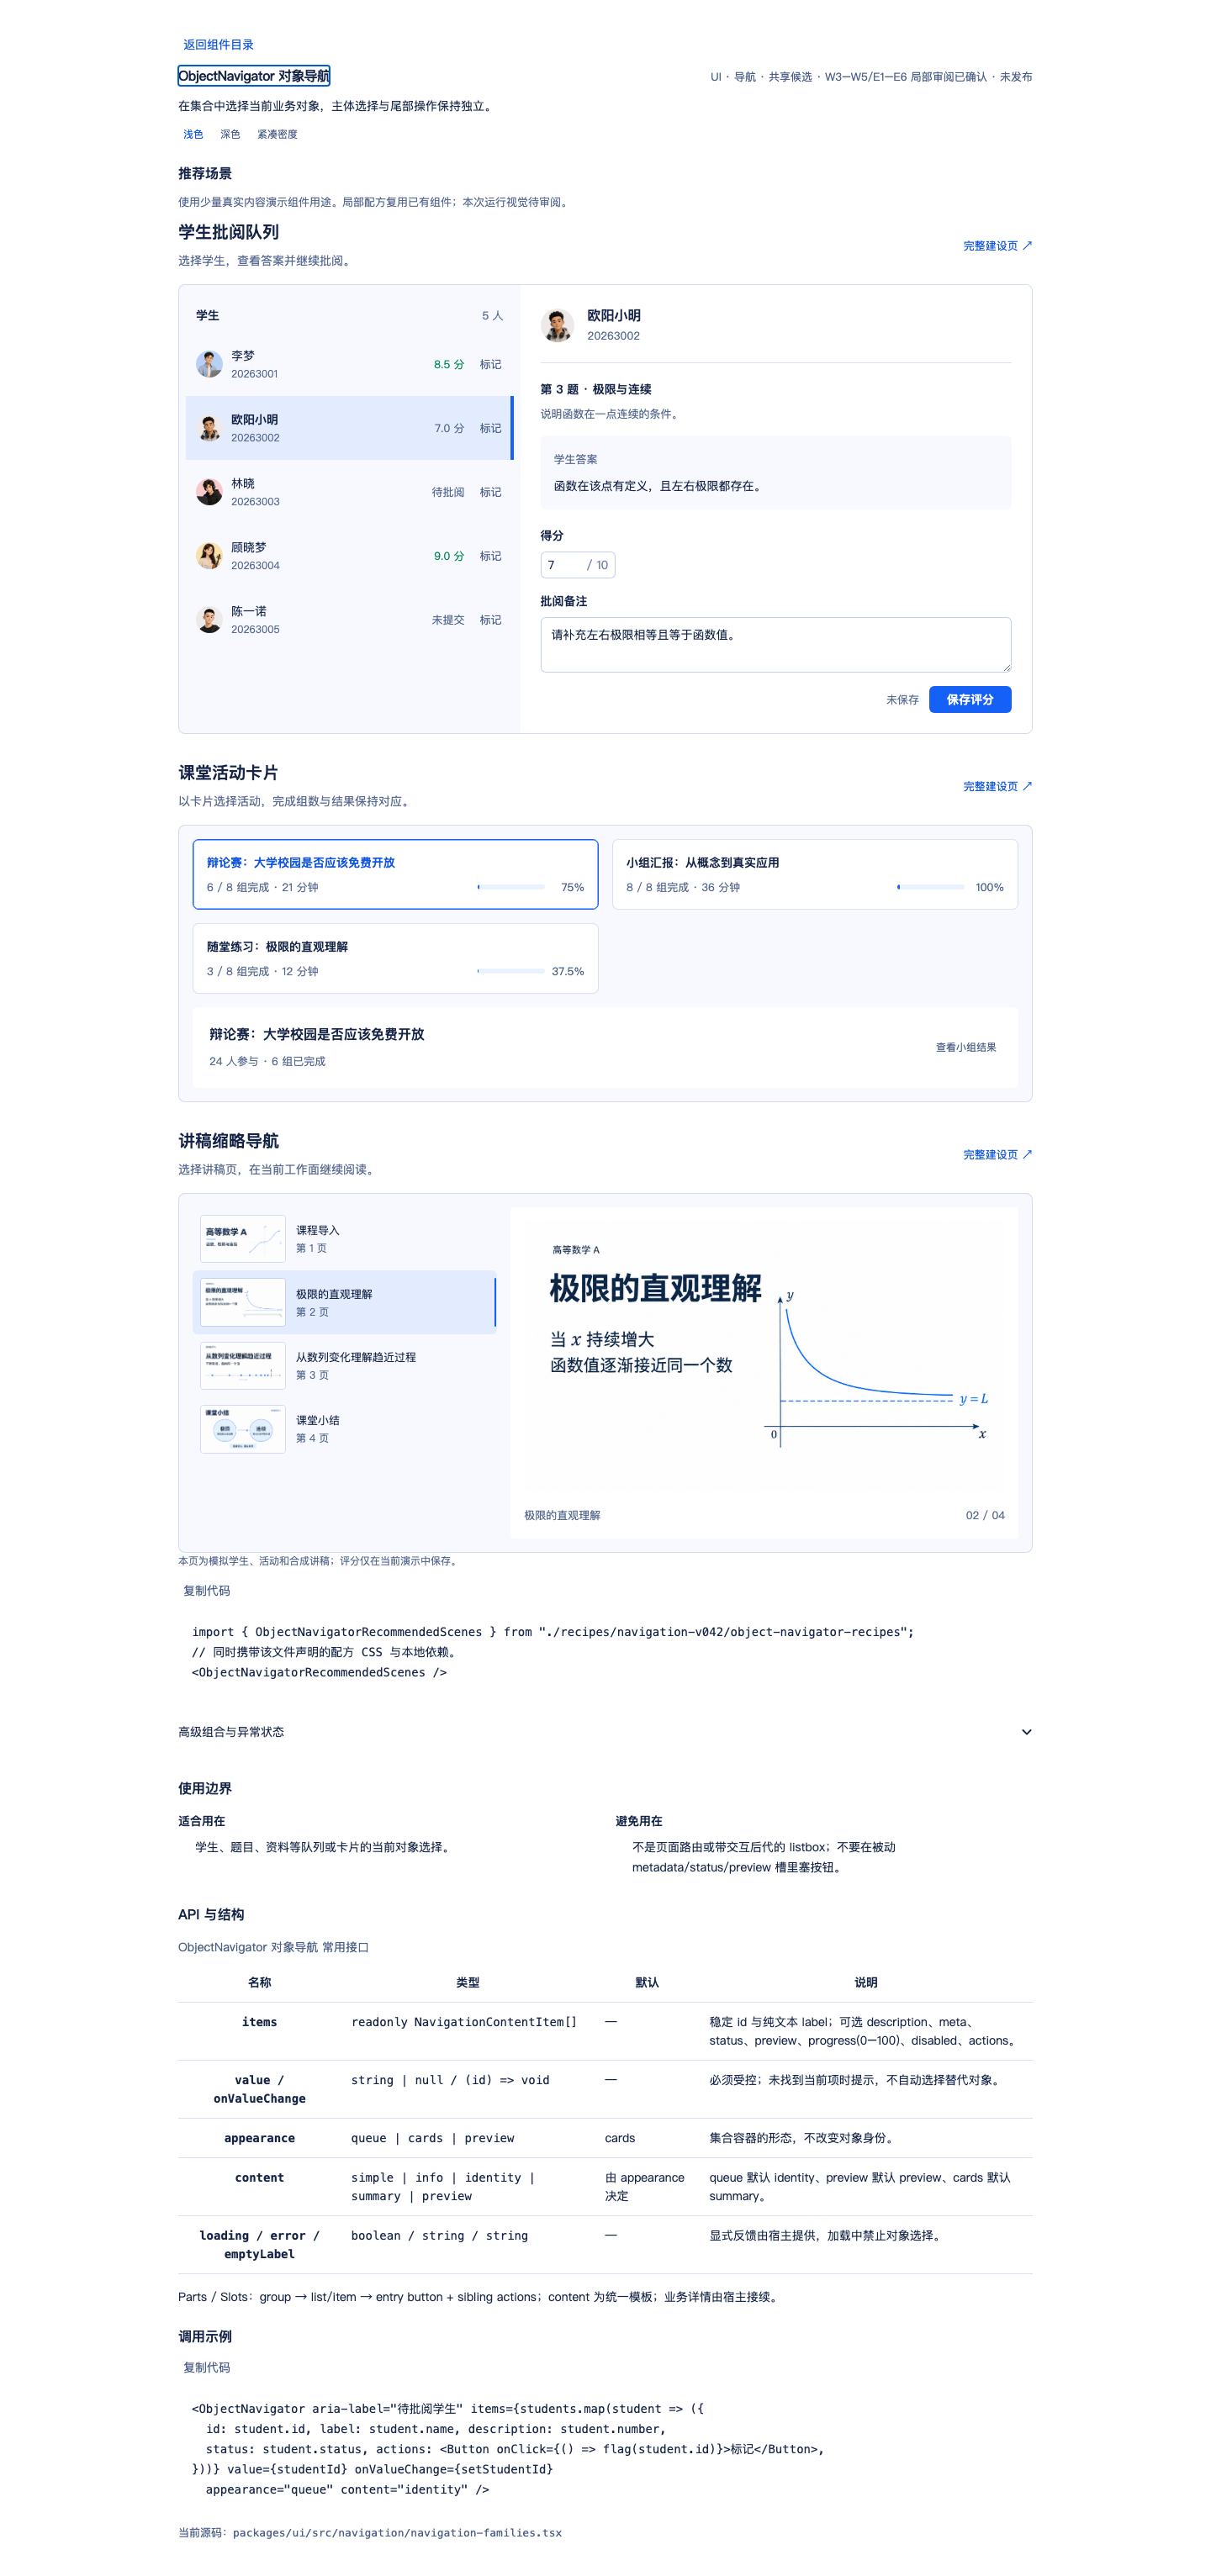 返回组件目录
ObjectNavigator 对象导航
UI · 导航 · 共享候选 · W3—W5/E1—E6 局部审阅已确认 · 未发布
在集合中选择当前业务对象，主体选择与尾部操作保持独立。
浅色 深色 紧凑密度
推荐场景
使用少量真实内容演示组件用途。局部配方复用已有组件；本次运行视觉待审阅。
学生批阅队列
完整建设页 ↗
选择学生，查看答案并继续批阅。
学生 5 人
李梦
20263001
8.5 分 标记
欧阳小明
20263002
7.0 分 标记
林晓
20263003
待批阅 标记
顾晓梦
20263004
9.0 分 标记
陈一诺
20263005
未提交 标记
欧阳小明
20263002
第 3 题 · 极限与连续
说明函数在一点连续的条件。
学生答案
函数在该点有定义，且左右极限都存在。
得分
7 / 10
批阅备注
请补充左右极限相等且等于函数值。
未保存 保存评分
课堂活动卡片
完整建设页 ↗
以卡片选择活动，完成组数与结果保持对应。
辩论赛：大学校园是否应该免费开放
6 / 8 组完成 · 21 分钟 75%
小组汇报：从概念到真实应用
8 / 8 组完成 · 36 分钟 100%
随堂练习：极限的直观理解
3 / 8 组完成 · 12 分钟 37.5%
辩论赛：大学校园是否应该免费开放
24 人参与 · 6 组已完成
查看小组结果
讲稿缩略导航
完整建设页 ↗
选择讲稿页，在当前工作面继续阅读。
高等数学 A
课程导入
第 1 页
极限的直观理解
极限的直观理解
第 2 页
从数列变化理解趋近过程
从数列变化理解趋近过程
第 3 页
课堂小结
课堂小结
第 4 页
高等数学 A
极限的直观理解
当 x 持续增大
函数值逐渐接近同一个数
y
y = L
0
x
极限的直观理解 02 / 04
本页为模拟学生、活动和合成讲稿；评分仅在当前演示中保存。
复制代码
import { ObjectNavigatorRecommendedScenes } from "./recipes/navigation-v042/object-navigator-recipes";
// 同时携带该文件声明的配方 CSS 与本地依赖。
<ObjectNavigatorRecommendedScenes />
高级组合与异常状态
使用边界
适合用在
学生、题目、资料等队列或卡片的当前对象选择。
避免用在
不是页面路由或带交互后代的 listbox；不要在被动
metadata/status/preview 槽里塞按钮。
API 与结构
ObjectNavigator 对象导航 常用接口
名称 类型 默认 说明
items readonly NavigationContentItem[] — 稳定 id 与纯文本 label；可选 description、meta、
status、preview、progress(0—100)、disabled、actions。
value / string | null / (id) => void — 必须受控；未找到当前项时提示，不自动选择替代对象。
onValueChange
appearance queue | cards | preview cards 集合容器的形态，不改变对象身份。
content simple | info | identity | 由 appearance queue 默认 identity、preview 默认 preview、cards 默认
summary | preview 决定 summary。
loading / error / boolean / string / string — 显式反馈由宿主提供，加载中禁止对象选择。
emptyLabel
Parts / Slots：group → list/item → entry button + sibling actions；content 为统一模板；业务详情由宿主接续。
调用示例
复制代码
<ObjectNavigator aria-label="待批阅学生" items={students.map(student => ({
id: student.id, label: student.name, description: student.number,
status: student.status, actions: <Button onClick={() => flag(student.id)}>标记</Button>,
}))} value={studentId} onValueChange={setStudentId}
appearance="queue" content="identity" />
当前源码：packages/ui/src/navigation/navigation-families.tsx